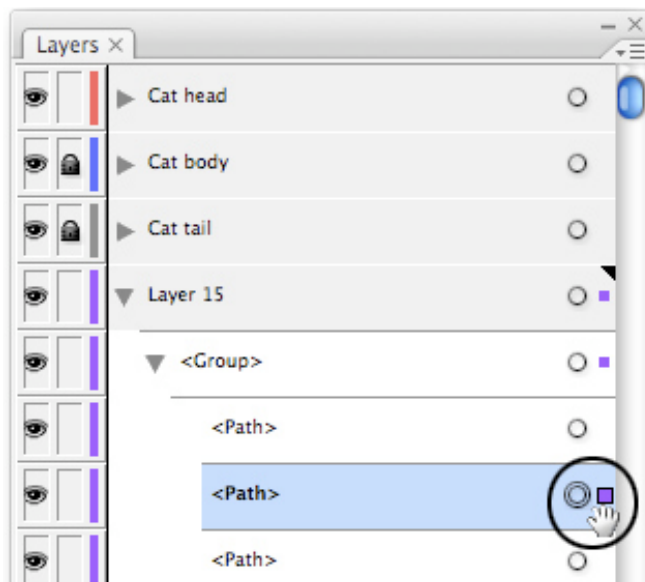 Layers
Cat head
Cat body
Cat tail
Layer 15
<Group>
<Path>
<Path>
<Path>